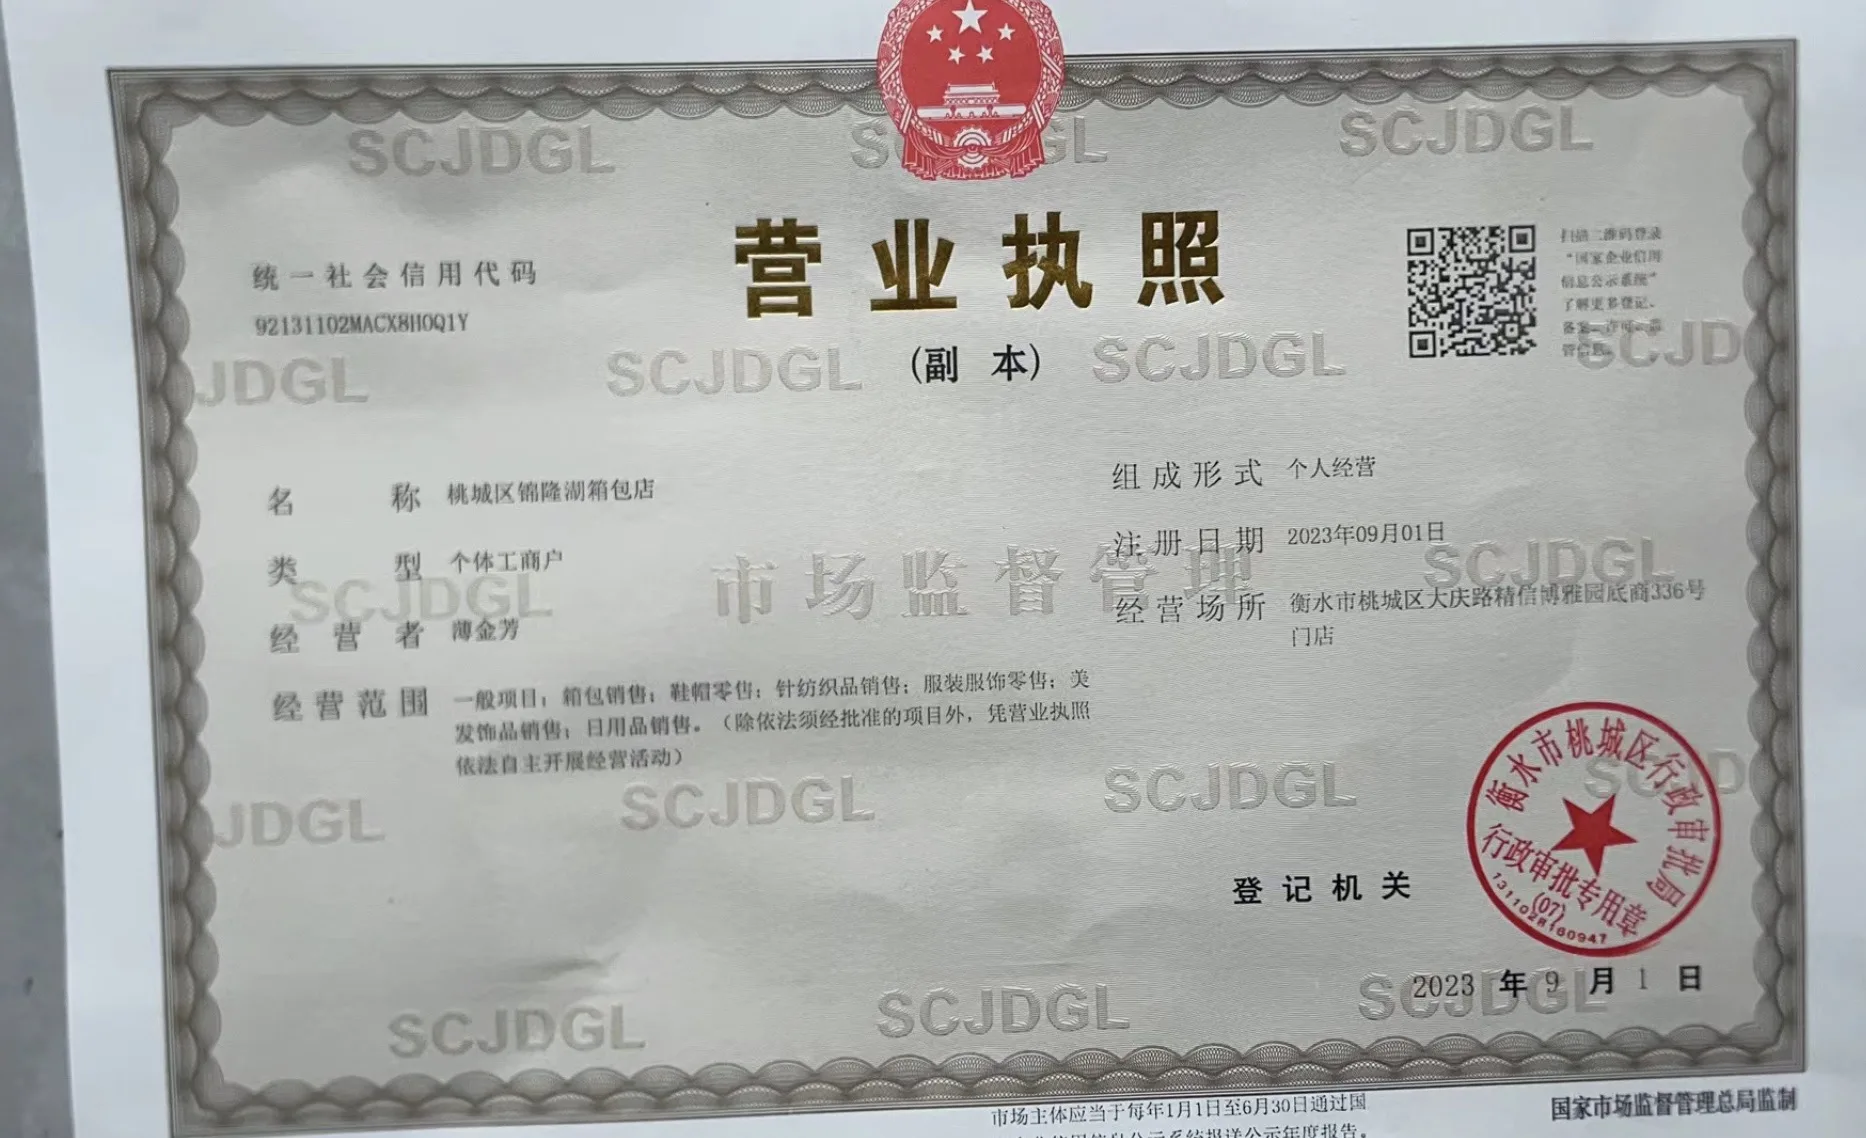 营业执照
(副 本)
统一社会信用代码
92131102MACX8H0Q1Y
扫描二维码登录
“国家企业信用
信息公示系统”
了解更多登记、
备案、许可、监
管信息。
名 称 桃城区锦隆湖箱包店
类 型 个体工商户
经 营 者 薄金芳
经 营 范 围 一般项目：箱包销售；鞋帽零售；针纺织品销售；服装服饰零售；美
发饰品销售；日用品销售。（除依法须经批准的项目外，凭营业执照
依法自主开展经营活动）
组 成 形 式 个人经营
注 册 日 期 2023年09月01日
经 营 场 所 衡水市桃城区大庆路精信博雅园底商336号
门店
市场监督管理
登 记 机 关
衡水市桃城区行政审批局
行政审批专用章
(07)
2023 年 9 月 1 日
SCJDGL
SCJDGL
SCJDGL
SCJDGL
SCJDGL
SCJDGL
SCJDGL
SCJDGL
SCJDGL
SCJDGL
SCJDGL
市场主体应当于每年1月1日至6月30日通过国
国家市场监督管理总局监制